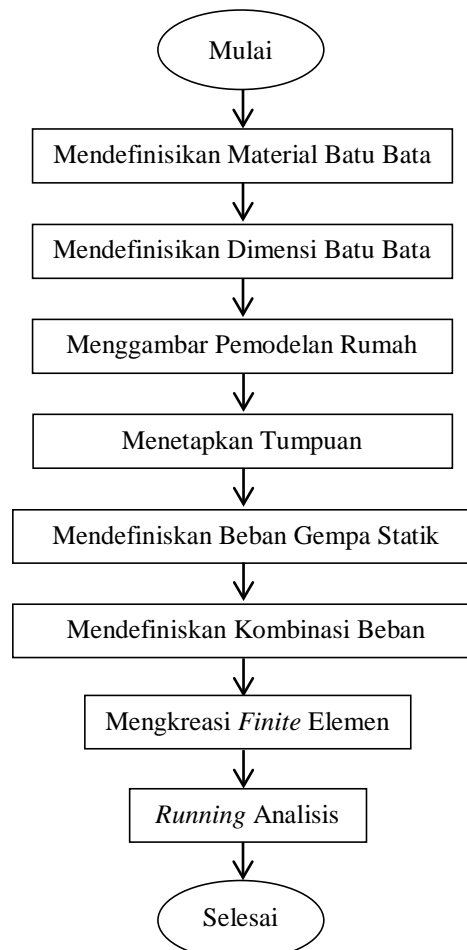 Mulai
Mendefinisikan Material Batu Bata
Mendefinisikan Dimensi Batu Bata
Menggambar Pemodelan Rumah
Menetapkan Tumpuan
Mendefiniskan Beban Gempa Statik
Mendefiniskan Kombinasi Beban
Mengkreasi Finite Elemen
Running Analisis
Selesai